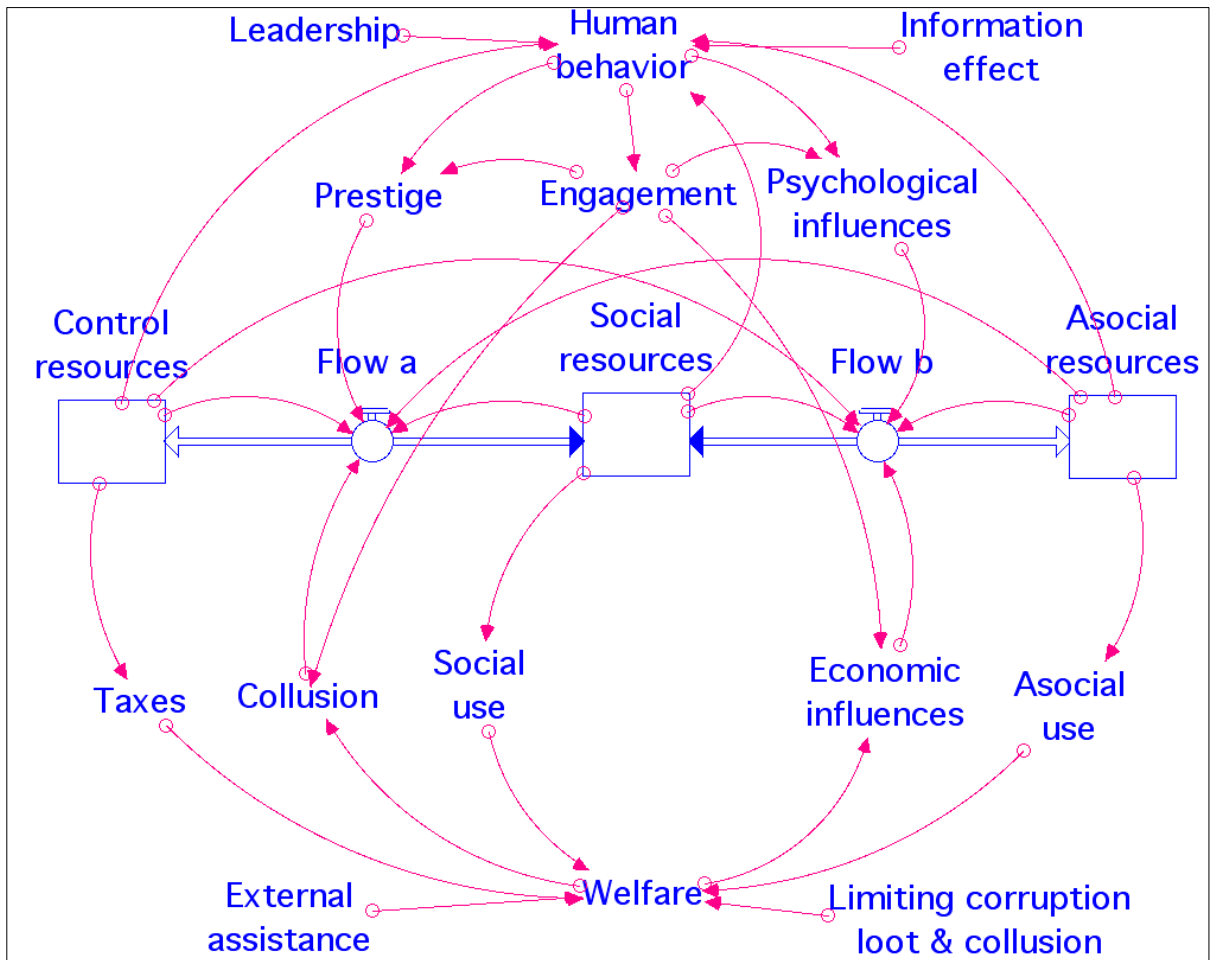 Leadership
Human
behavior
Information
effect
Prestige
Engagement
Psychological
influences
Control
resources
Flow a
Social
resources
Flow b
Asocial
resources
Taxes
Collusion
Social
use
Economic
influences
Asocial
use
External
assistance
Welfare
Limiting corruption
loot & collusion